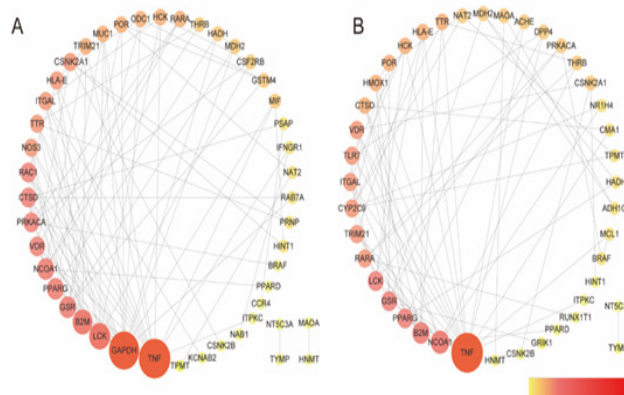 A
HCK
RARA
ODC1
THRB
POR
HADH
MUC1
MDH2
TRIM21
CSF2RB
CSNK2A1
GSTM4
HLA-E
MIF
ITGAL
PSAP
TTR
IFNGR1
NOS3
NAT2
RAC1
RAB7A
CTSD
PRNP
PRKACA
HINT1
VDR
BRAF
NCOA1
PPARD
PPARG
CCR4
GSR
ITPKC
NT5C3A
MAOA
B2M
NAB1
LCK
CSNK2B
GAPDH
TNF
KCNAB2
TPMT
TYMP
HNMT
B
NAT2
MDH2
MAOA
TTR
ACHE
HLA-E
DPP4
HCK
PRKACA
POR
THRB
HMOX1
CSNK2A1
CTSD
NR1H4
VDR
CMA1
TLR7
TPMT
ITGAL
HADH
CYP2C9
ADH1C
TRIM21
MCL1
RARA
BRAF
LCK
HINT1
GSR
ITPKC
NT5C3
PPARG
RUNX1T1
B2M
PPARD
NCOA1
GRIK1
TNF
CSNK2B
HNMT
TYM